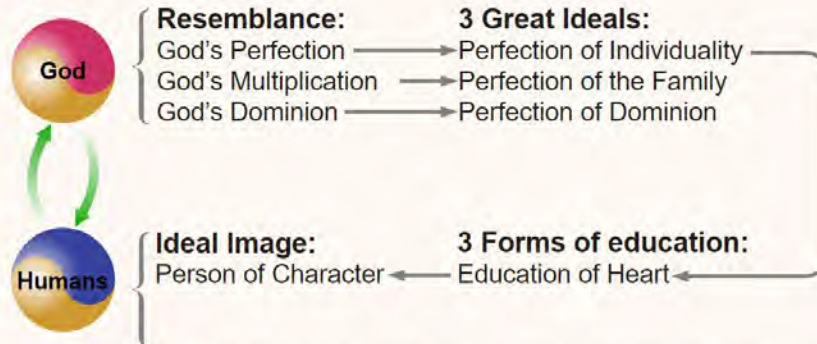 God
Resemblance:
God's Perfection
God's Multiplication
God's Dominion
3 Great Ideals:
Perfection of Individuality
Perfection of the Family
Perfection of Dominion
Humans
Ideal Image:
Person of Character
3 Forms of education:
Education of Heart